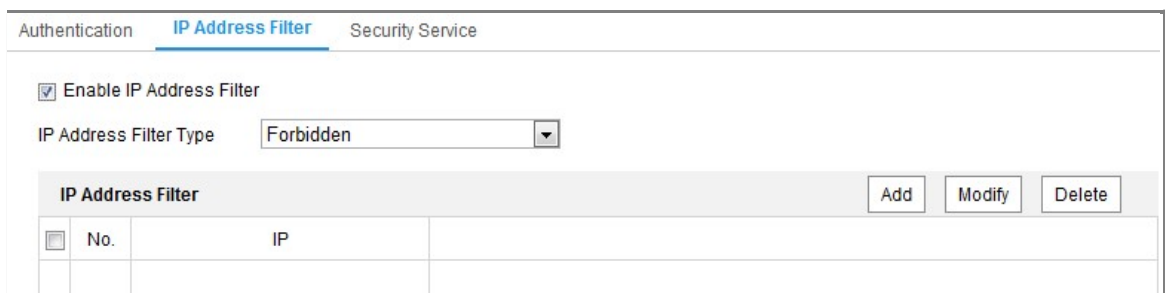 Authentication IP Address Filter Security Service
Enable IP Address Filter
IP Address Filter Type Forbidden
IP Address Filter Add Modify Delete
No. IP